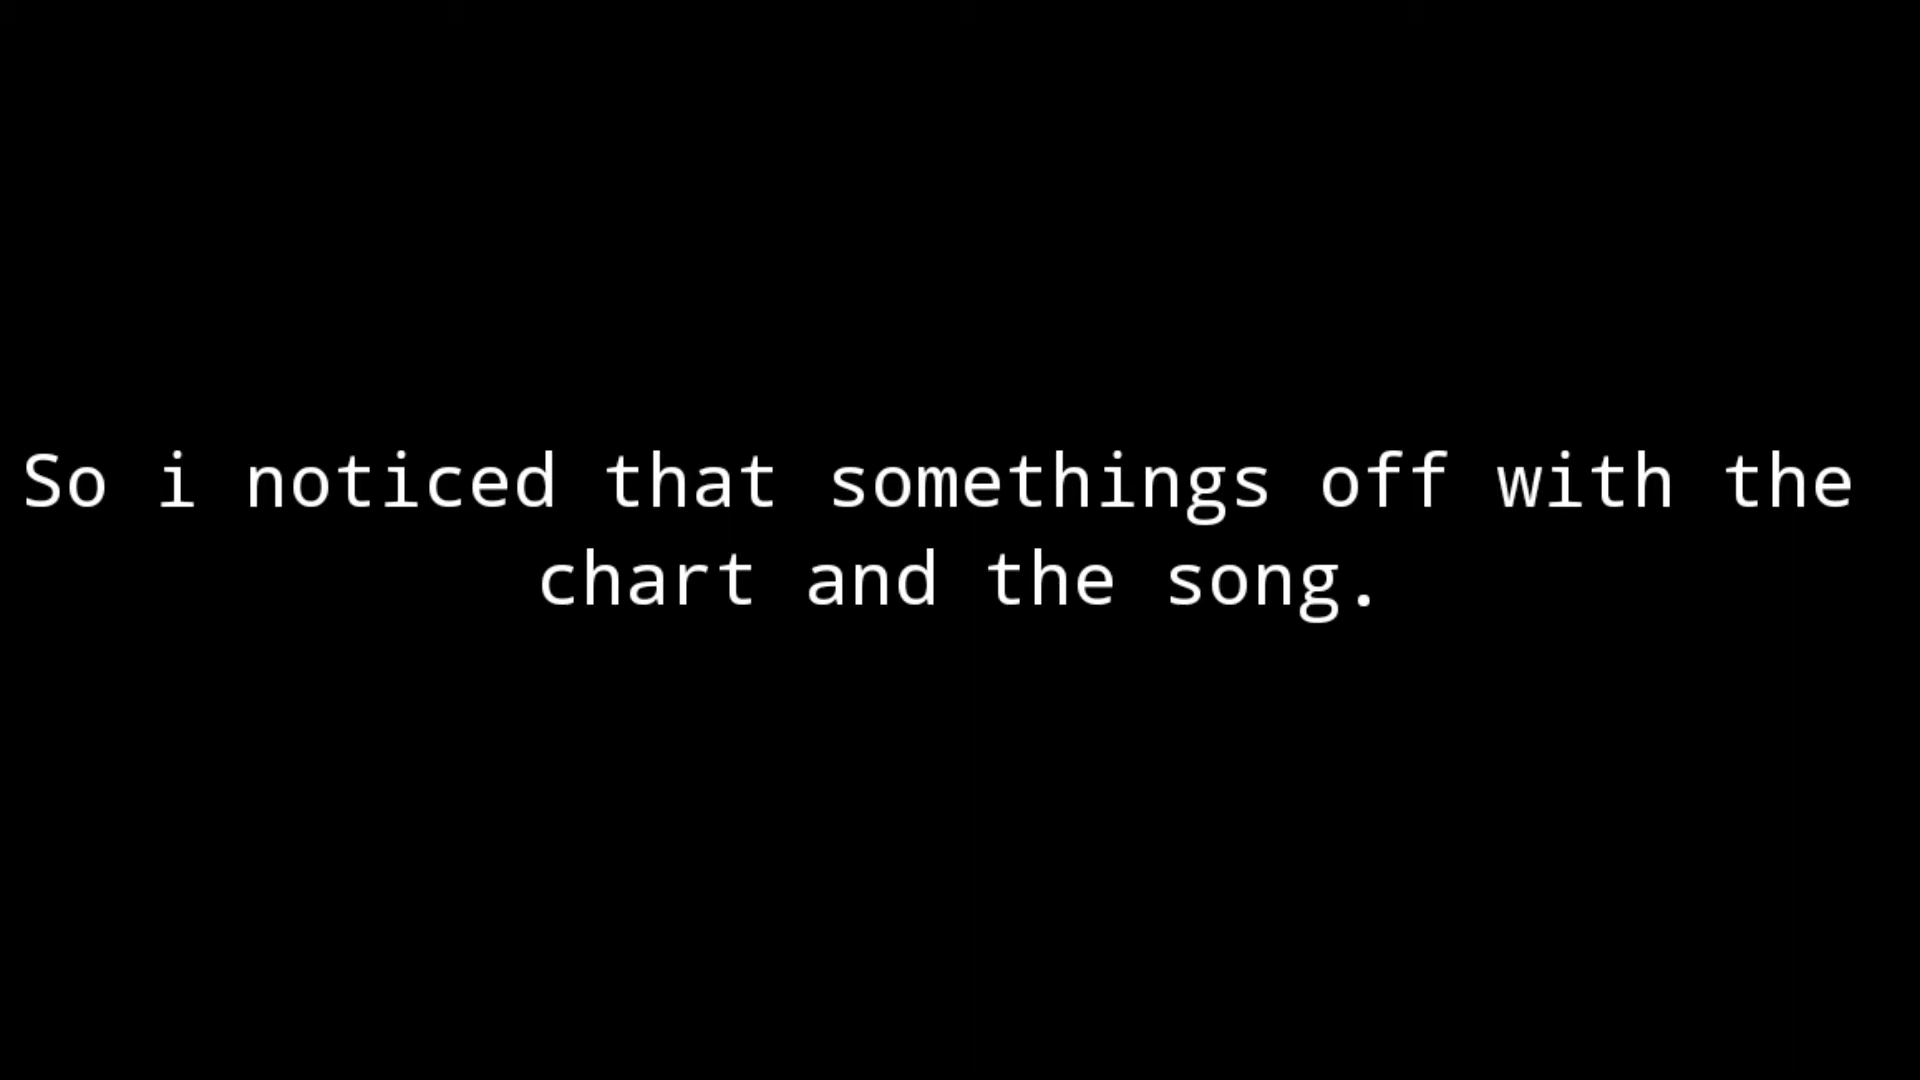 So i noticed that somethings off with the
chart and the song.